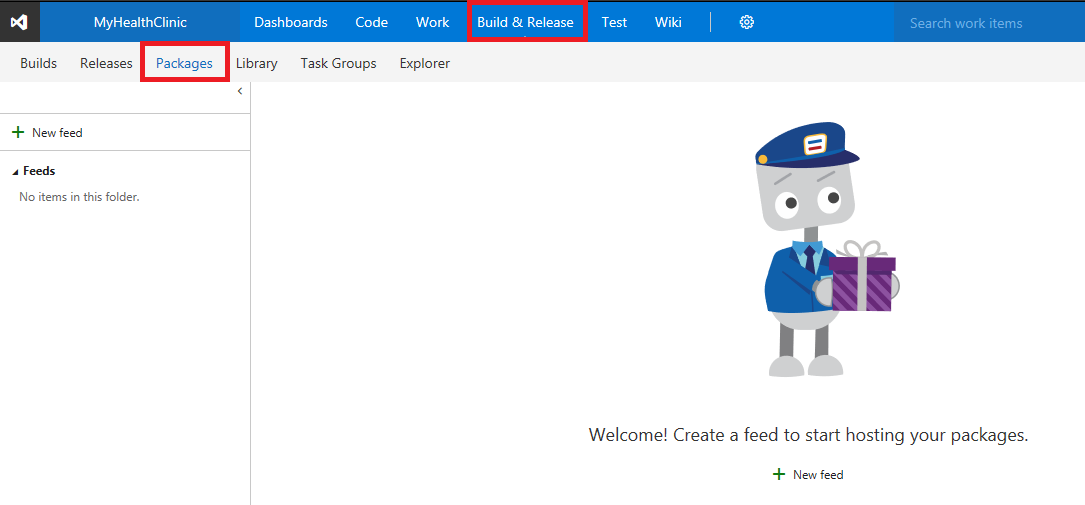 MyHealthClinic Dashboards Code Work Build & Release Test Wiki Search work items
Builds Releases Packages Library Task Groups Explorer
New feed
Feeds
No items in this folder.
Welcome! Create a feed to start hosting your packages.
New feed